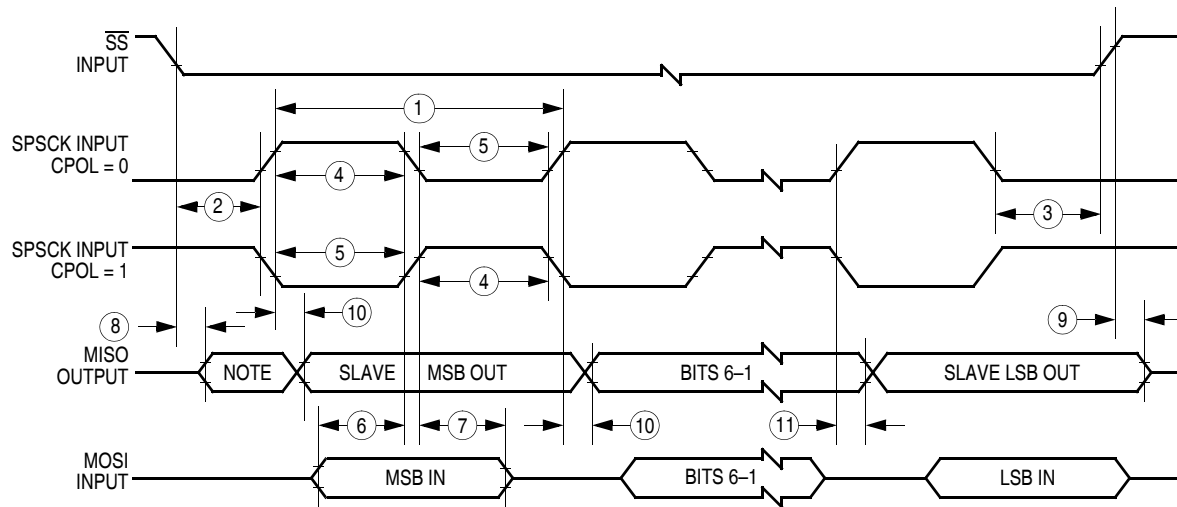 SS
INPUT
1
SPSCK INPUT
CPOL = 0
5
4
2
3
SPSCK INPUT
CPOL = 1
5
4
8
10
9
MISO
OUTPUT
NOTE
SLAVE MSB OUT
BITS 6–1
SLAVE LSB OUT
6
7
10
11
MOSI
INPUT
MSB IN
BITS 6–1
LSB IN